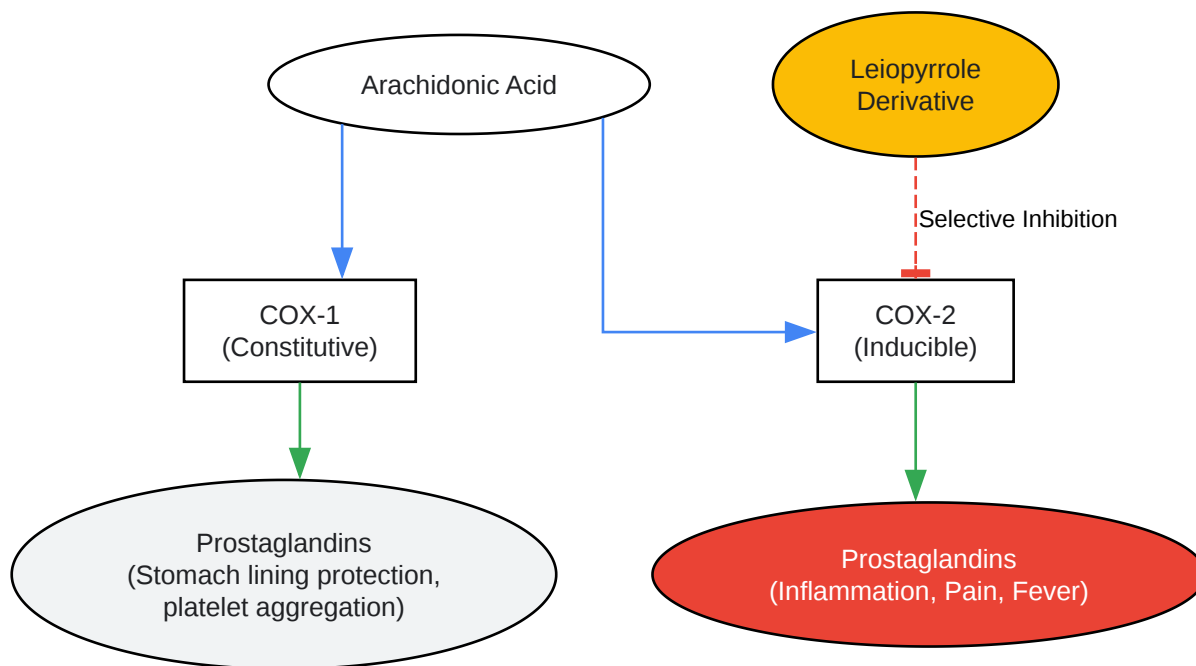 Arachidonic Acid
Leiopyrrole
Derivative
Selective Inhibition
COX-1
(Constitutive)
COX-2
(Inducible)
Prostaglandins
(Stomach lining protection,
platelet aggregation)
Prostaglandins
(Inflammation, Pain, Fever)